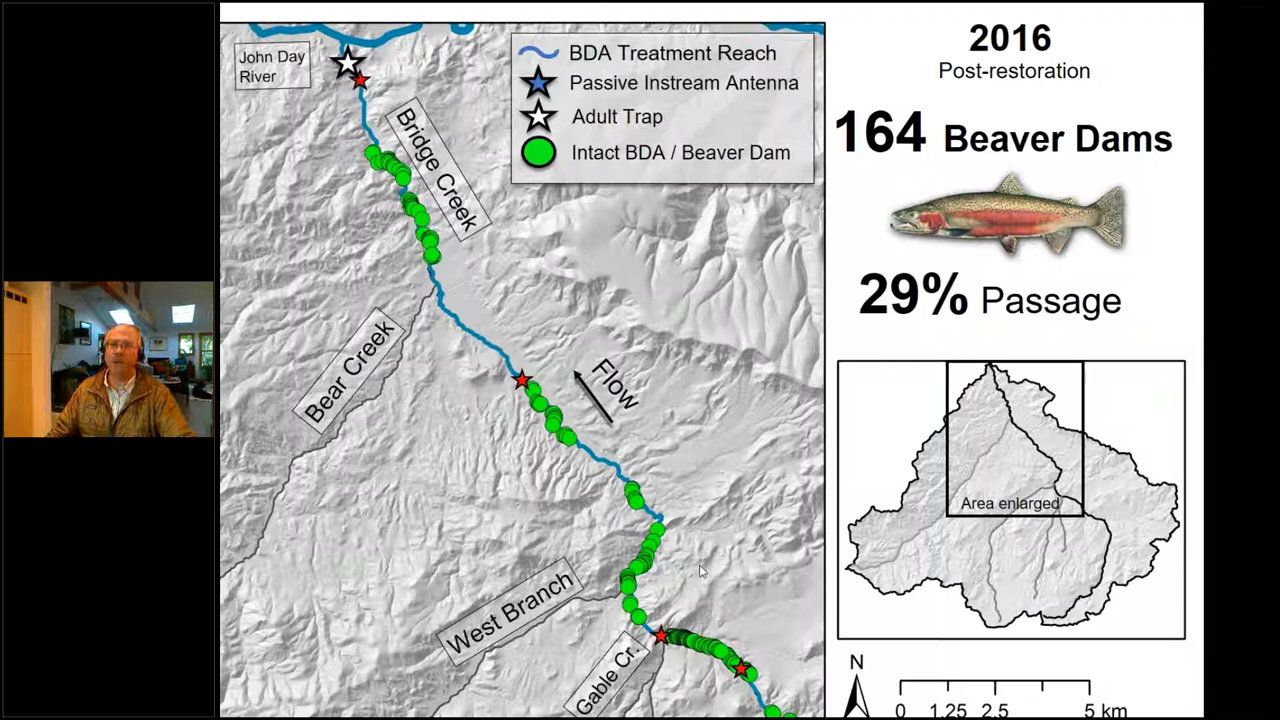 John Day
River
BDA Treatment Reach
Passive Instream Antenna
Adult Trap
Intact BDA / Beaver Dam
Bridge Creek
Bear Creek
Flow
West Branch
Gable Cr.
2016
Post-restoration
164 Beaver Dams
29% Passage
Area enlarged
N
0 1.25 2.5 5 km